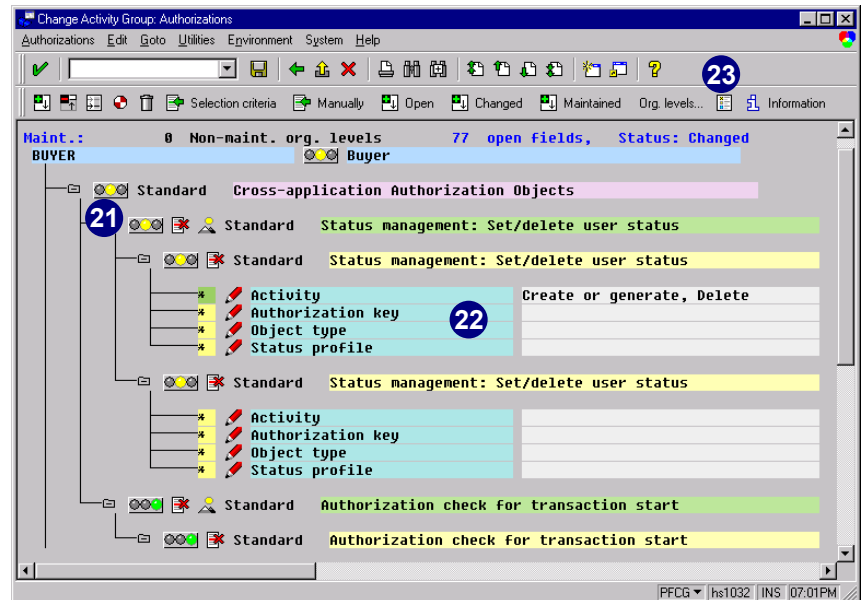 Change Activity Group: Authorizations
Authorizations Edit Goto Utilities Environment System Help
23
Selection criteria Manually Open Changed Maintained Org. levels... Information
Maint.: 0 Non-maint. org. levels 77 open fields, Status: Changed
BUYER Buyer
Standard Cross-application Authorization Objects
21
Standard Status management: Set/delete user status
Standard Status management: Set/delete user status
* Activity Create or generate, Delete
* Authorization key
22
* Object type
* Status profile
Standard Status management: Set/delete user status
* Activity
* Authorization key
* Object type
* Status profile
Standard Authorization check for transaction start
Standard Authorization check for transaction start
PFCG hs1032 INS 07:01PM